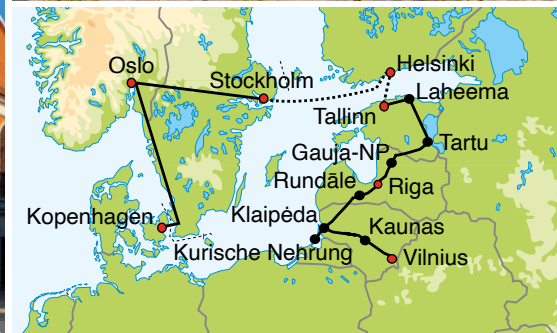 Oslo
Helsinki
Stockholm
Laheema
Tallinn
Tartu
Gauja-NP
Rundāle
Riga
Kopenhagen
Klaipėda
Kaunas
Kurische Nehrung
Vilnius